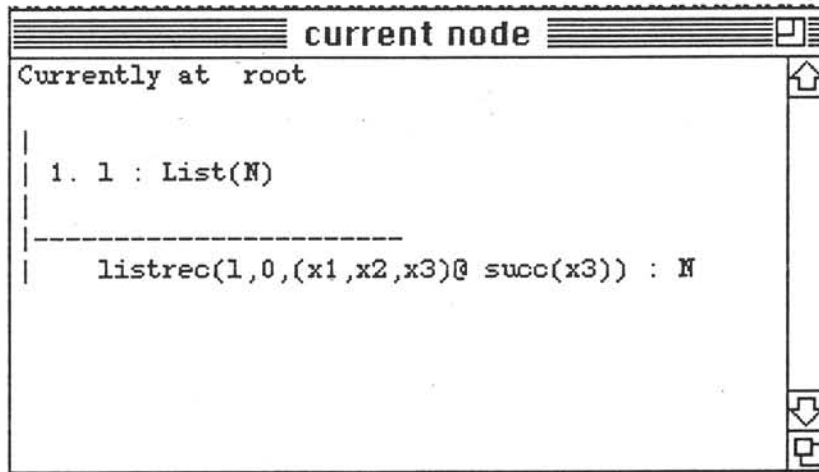 current node
Currently at root
1. l : List(N)
------------------------
listrec(l,0,(x1,x2,x3)@ succ(x3)) : N